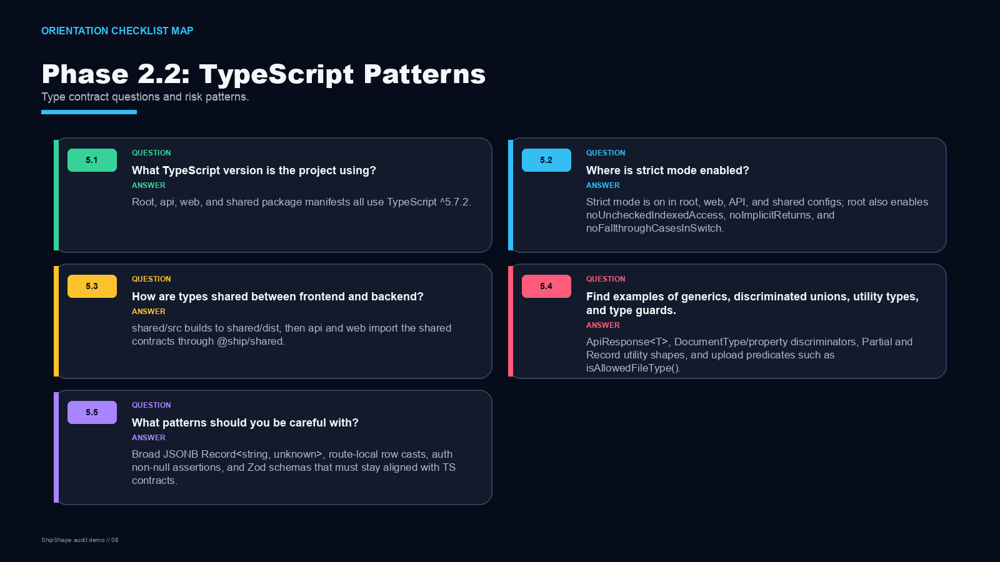 ORIENTATION CHECKLIST MAP
Phase 2.2: TypeScript Patterns
Type contract questions and risk patterns.
5.1
QUESTION
What TypeScript version is the project using?
ANSWER
Root, api, web, and shared package manifests all use TypeScript ^5.7.2.
5.2
QUESTION
Where is strict mode enabled?
ANSWER
Strict mode is on in root, web, API, and shared configs; root also enables
noUncheckedIndexedAccess, noImplicitReturns, and
noFallthroughCasesInSwitch.
5.3
QUESTION
How are types shared between frontend and backend?
ANSWER
shared/src builds to shared/dist, then api and web import the shared
contracts through @ship/shared.
5.4
QUESTION
Find examples of generics, discriminated unions, utility types,
and type guards.
ANSWER
ApiResponse<T>, DocumentType/property discriminators, Partial and
Record utility shapes, and upload predicates such as
isAllowedFileType().
5.5
QUESTION
What patterns should you be careful with?
ANSWER
Broad JSONB Record<string, unknown>, route-local row casts, auth
non-null assertions, and Zod schemas that must stay aligned with TS
contracts.
ShipShape audit demo // 08